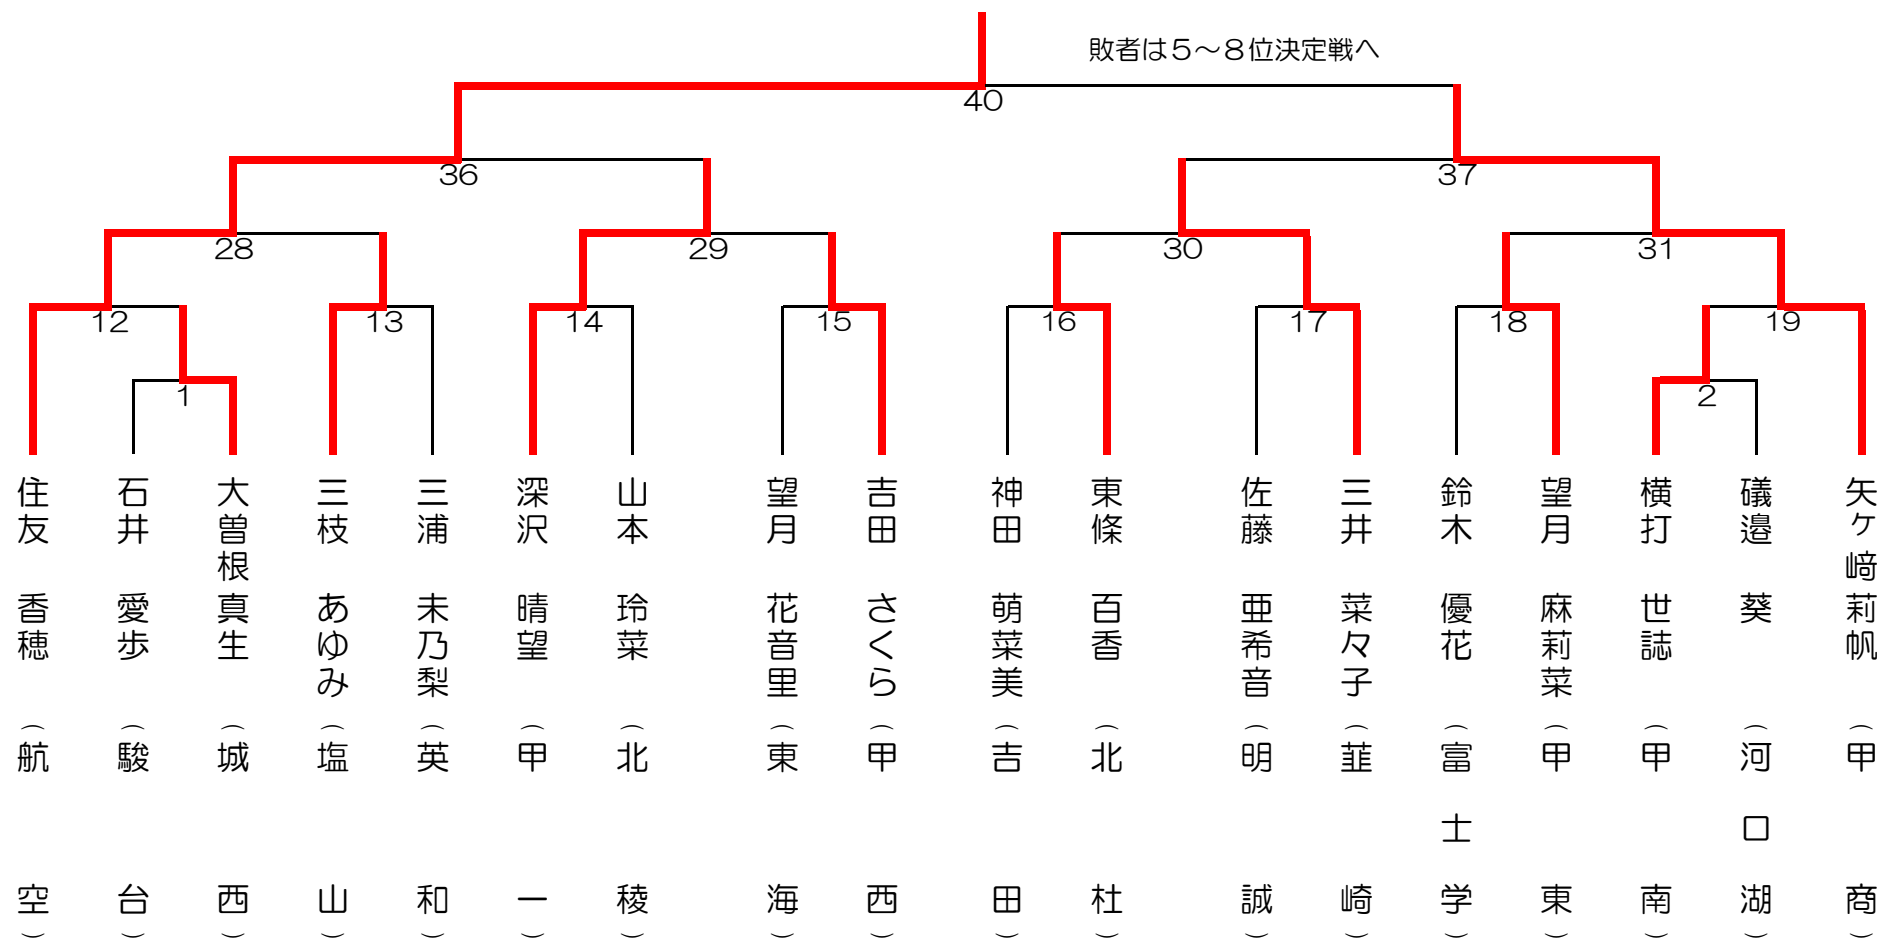 敗者は５～８位決定戦へ
40
36
37
28
29
30
31
12
13
14
15
16
17
18
19
1
2
住友 香穂 （航空）
石井 愛歩 （駿台）
大曽根 真生 （城西）
三枝 あゆみ （塩山）
三浦 未乃梨 （英和）
深沢 晴望 （甲一）
山本 玲菜 （北稜）
望月 花音里 （東海）
吉田 さくら （甲西）
神田 萌菜美 （吉田）
東條 百香 （北杜）
佐藤 亜希音 （明誠）
三井 菜々子 （韮崎）
鈴木 優花 （富士学）
望月 麻莉菜 （甲東）
横打 世誌 （甲南）
磯邉 葵 （河口湖）
矢ケ﨑 莉帆 （甲商）